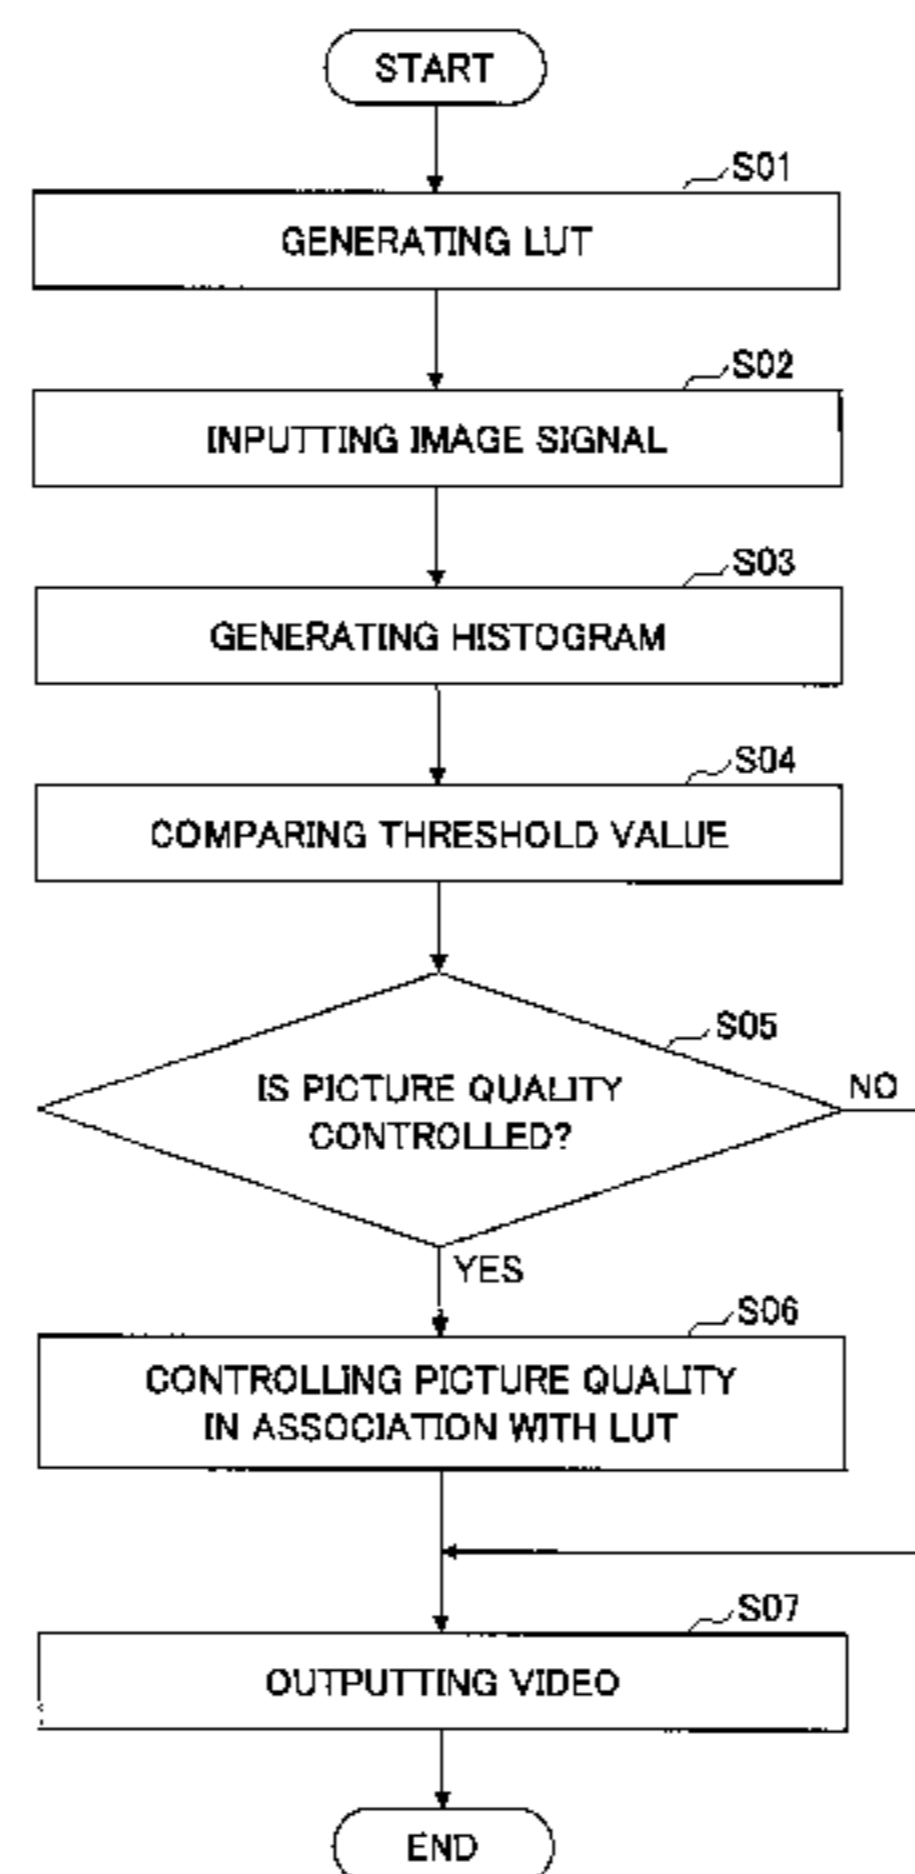 START
S01
GENERATING LUT
S02
INPUTTING IMAGE SIGNAL
S03
GENERATING HISTOGRAM
S04
COMPARING THRESHOLD VALUE
S05
IS PICTURE QUALITY
CONTROLLED?
NO
YES
S06
CONTROLLING PICTURE QUALITY
IN ASSOCIATION WITH LUT
S07
OUTPUTTING VIDEO
END